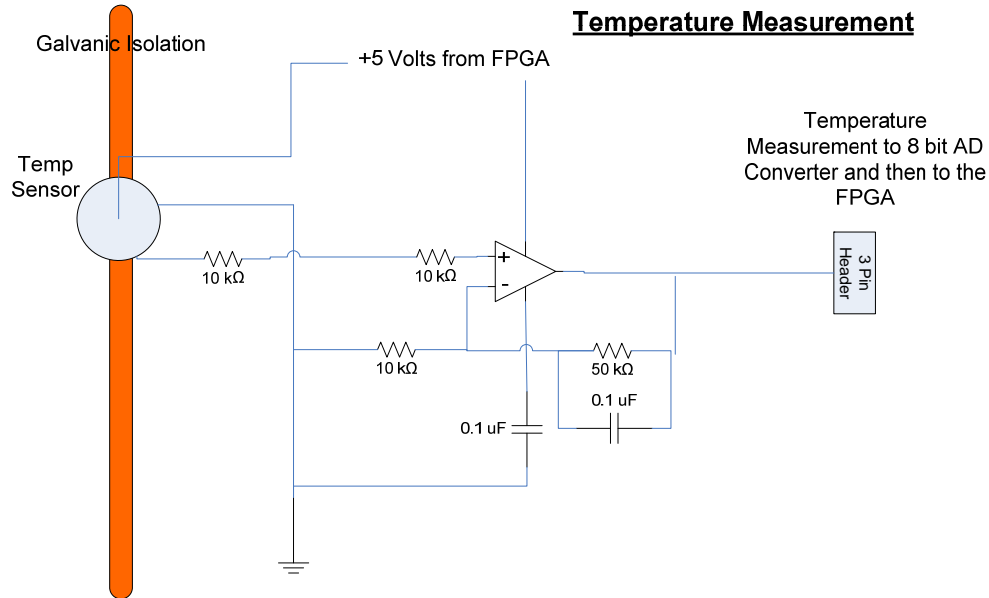 Temperature Measurement
Galvanic Isolation
+5 Volts from FPGA
Temperature
Measurement to 8 bit AD
Converter and then to the
FPGA
Temp
Sensor
10 kΩ
10 kΩ
+
-
3 Pin
Header
10 kΩ
50 kΩ
0.1 uF
0.1 uF